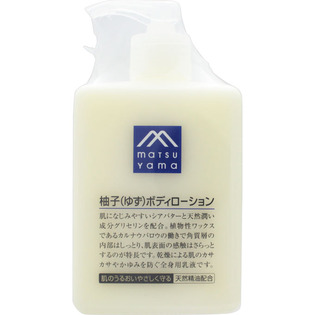 matsu
yama
柚子(ゆず)ボディローション
肌になじみやすいシアバターと天然潤い
成分グリセリンを配合。植物性ワックス
であるカルナウバロウの働きで角質層の
内部はしっとり、肌表面の感触はさらっと
するのが特長です。乾燥による肌のカサ
カサやかゆみを防ぐ全身用乳液です。
肌のうるおいやさしく守る 天然精油配合